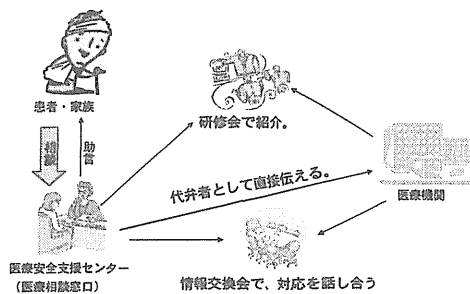 患者・家族
相談
助言
研修会で紹介。
代弁者として直接伝える。
医療機関
医療安全支援センター
（医療相談窓口）
情報交換会で、対応を話し合う